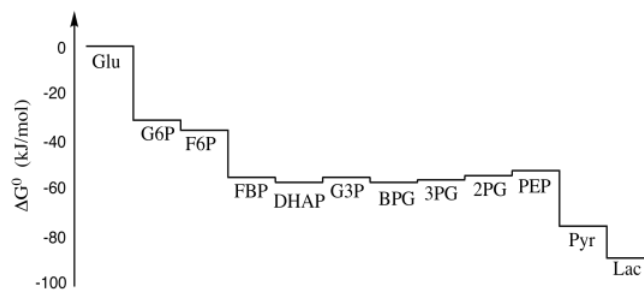 ΔG⁰ (kJ/mol)
0
-20
-40
-60
-80
-100
Glu
G6P
F6P
FBP
DHAP
G3P
BPG
3PG
2PG
PEP
Pyr
Lac